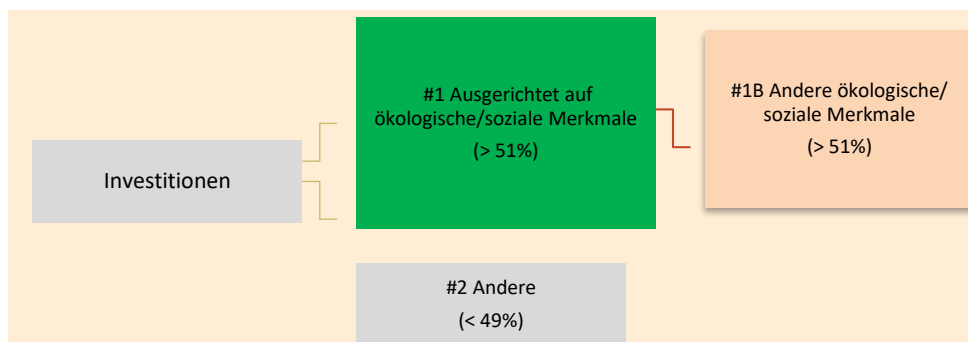 Investitionen
#1 Ausgerichtet auf
ökologische/soziale Merkmale
(> 51%)
#1B Andere ökologische/
soziale Merkmale
(> 51%)
#2 Andere
(< 49%)